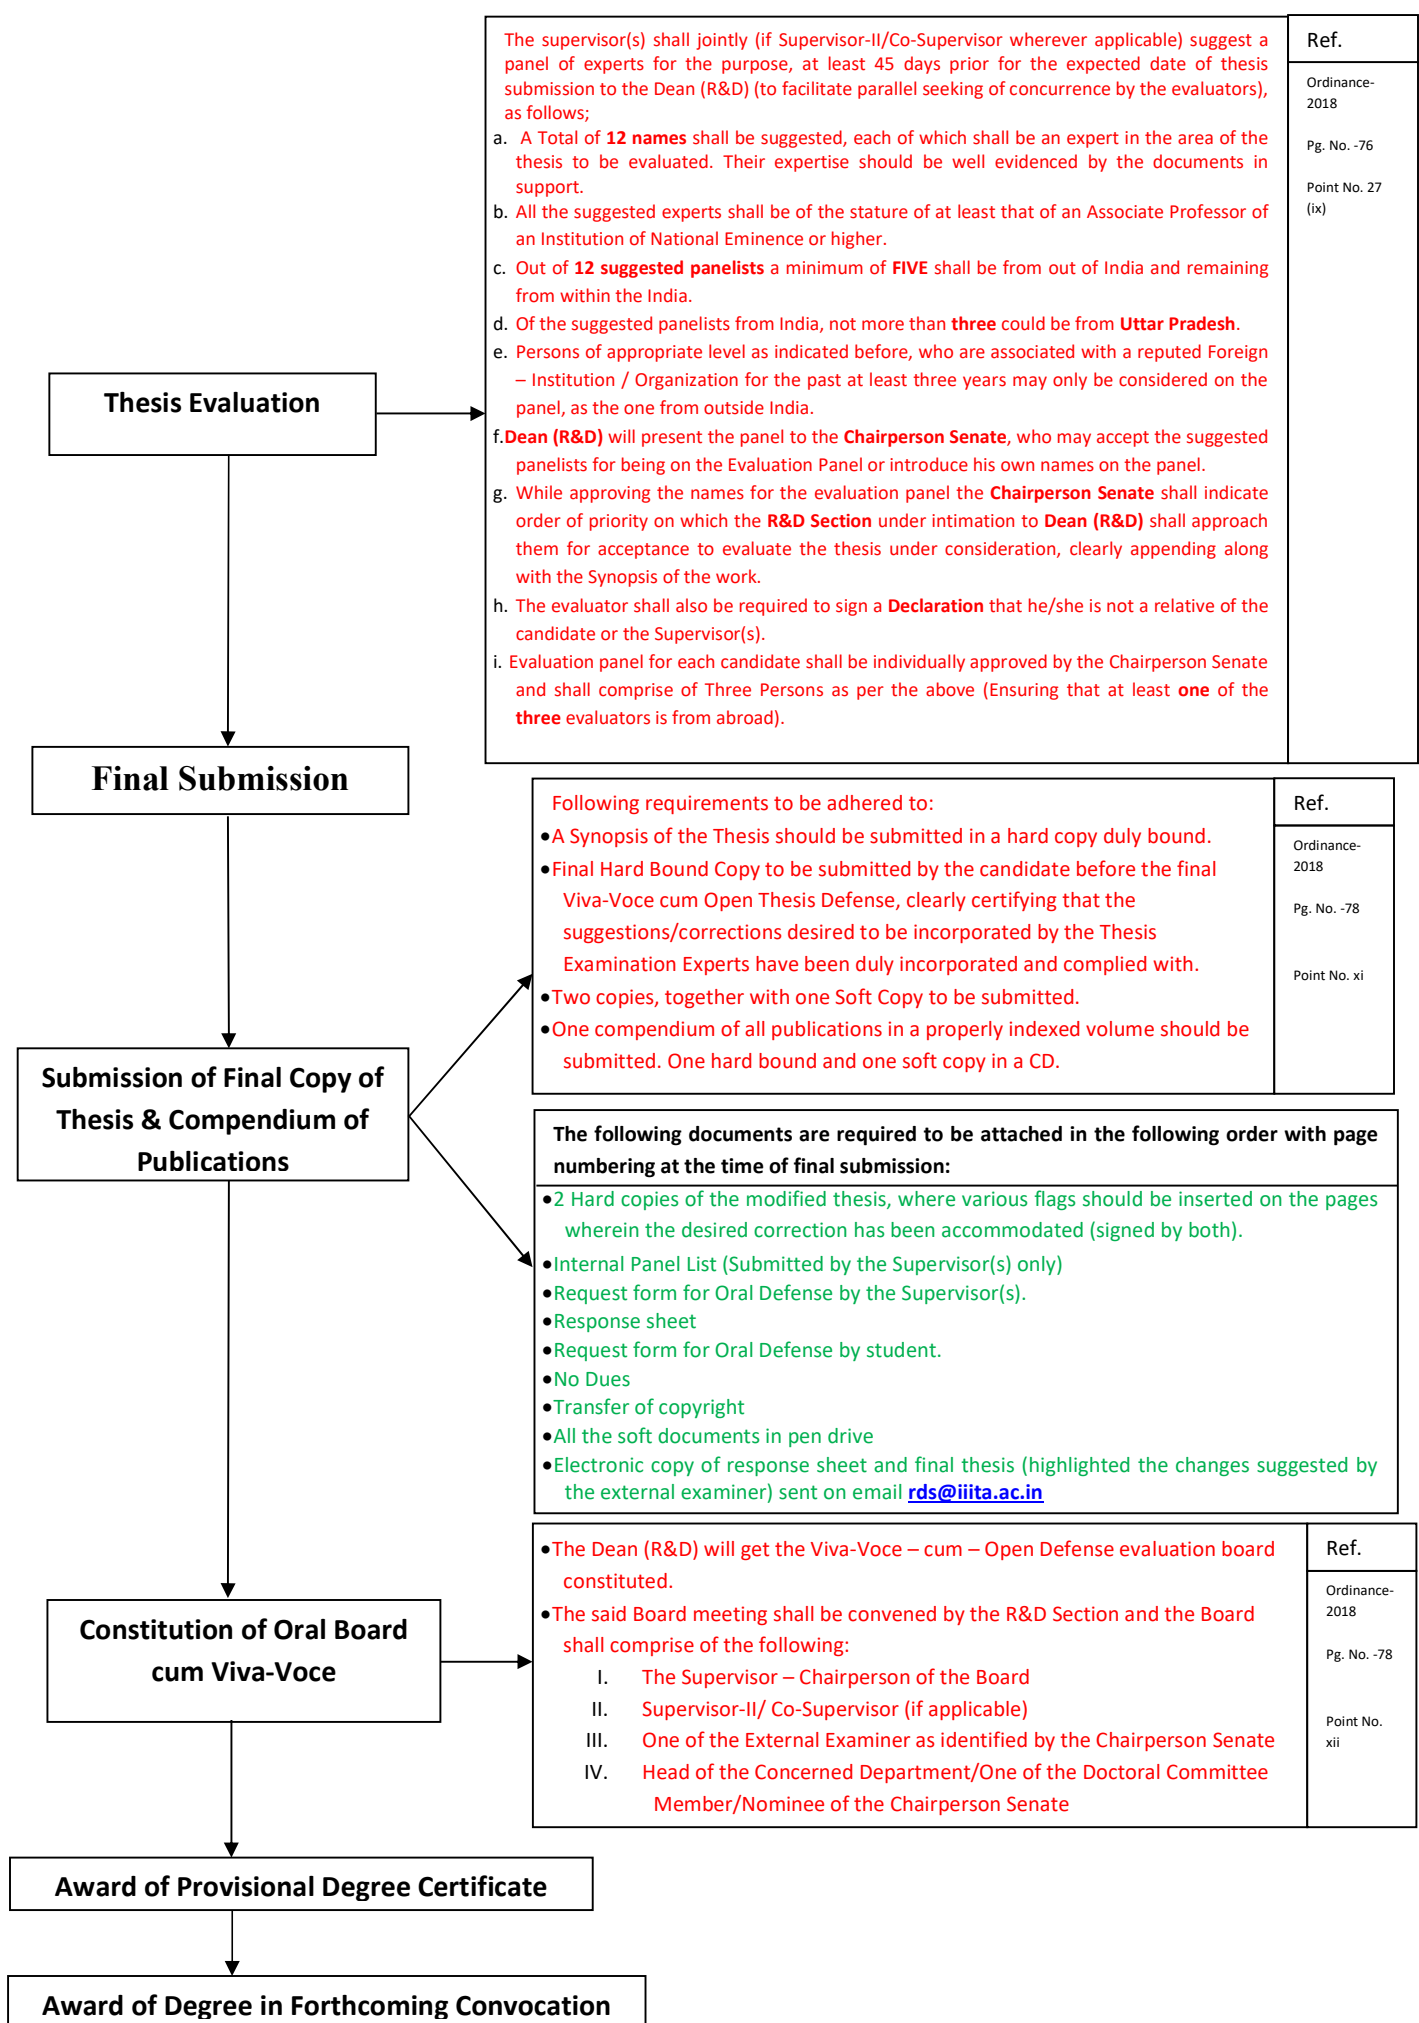 The supervisor(s) shall jointly (if Supervisor-II/Co-Supervisor wherever applicable) suggest a
panel of experts for the purpose, at least 45 days prior for the expected date of thesis
submission to the Dean (R&D) (to facilitate parallel seeking of concurrence by the evaluators),
as follows;
a. A Total of 12 names shall be suggested, each of which shall be an expert in the area of the
thesis to be evaluated. Their expertise should be well evidenced by the documents in
support.
b. All the suggested experts shall be of the stature of at least that of an Associate Professor of
an Institution of National Eminence or higher.
c. Out of 12 suggested panelists a minimum of FIVE shall be from out of India and remaining
from within the India.
d. Of the suggested panelists from India, not more than three could be from Uttar Pradesh.
e. Persons of appropriate level as indicated before, who are associated with a reputed Foreign
– Institution / Organization for the past at least three years may only be considered on the
panel, as the one from outside India.
f.Dean (R&D) will present the panel to the Chairperson Senate, who may accept the suggested
panelists for being on the Evaluation Panel or introduce his own names on the panel.
g. While approving the names for the evaluation panel the Chairperson Senate shall indicate
order of priority on which the R&D Section under intimation to Dean (R&D) shall approach
them for acceptance to evaluate the thesis under consideration, clearly appending along
with the Synopsis of the work.
h. The evaluator shall also be required to sign a Declaration that he/she is not a relative of the
candidate or the Supervisor(s).
i. Evaluation panel for each candidate shall be individually approved by the Chairperson Senate
and shall comprise of Three Persons as per the above (Ensuring that at least one of the
three evaluators is from abroad).
Ref.
Ordinance-
2018
Pg. No. -76
Point No. 27
(ix)
Thesis Evaluation
Final Submission
Following requirements to be adhered to:
•A Synopsis of the Thesis should be submitted in a hard copy duly bound.
•Final Hard Bound Copy to be submitted by the candidate before the final
Viva-Voce cum Open Thesis Defense, clearly certifying that the
suggestions/corrections desired to be incorporated by the Thesis
Examination Experts have been duly incorporated and complied with.
•Two copies, together with one Soft Copy to be submitted.
•One compendium of all publications in a properly indexed volume should be
submitted. One hard bound and one soft copy in a CD.
Ref.
Ordinance-
2018
Pg. No. -78
Point No. xi
Submission of Final Copy of
Thesis & Compendium of
Publications
The following documents are required to be attached in the following order with page
numbering at the time of final submission:
•2 Hard copies of the modified thesis, where various flags should be inserted on the pages
wherein the desired correction has been accommodated (signed by both).
•Internal Panel List (Submitted by the Supervisor(s) only)
•Request form for Oral Defense by the Supervisor(s).
•Response sheet
•Request form for Oral Defense by student.
•No Dues
•Transfer of copyright
•All the soft documents in pen drive
•Electronic copy of response sheet and final thesis (highlighted the changes suggested by
the external examiner) sent on email rds@iiita.ac.in
Constitution of Oral Board
cum Viva-Voce
•The Dean (R&D) will get the Viva-Voce – cum – Open Defense evaluation board
constituted.
•The said Board meeting shall be convened by the R&D Section and the Board
shall comprise of the following:
I. The Supervisor – Chairperson of the Board
II. Supervisor-II/ Co-Supervisor (if applicable)
III. One of the External Examiner as identified by the Chairperson Senate
IV. Head of the Concerned Department/One of the Doctoral Committee
Member/Nominee of the Chairperson Senate
Ref.
Ordinance-
2018
Pg. No. -78
Point No.
xii
Award of Provisional Degree Certificate
Award of Degree in Forthcoming Convocation